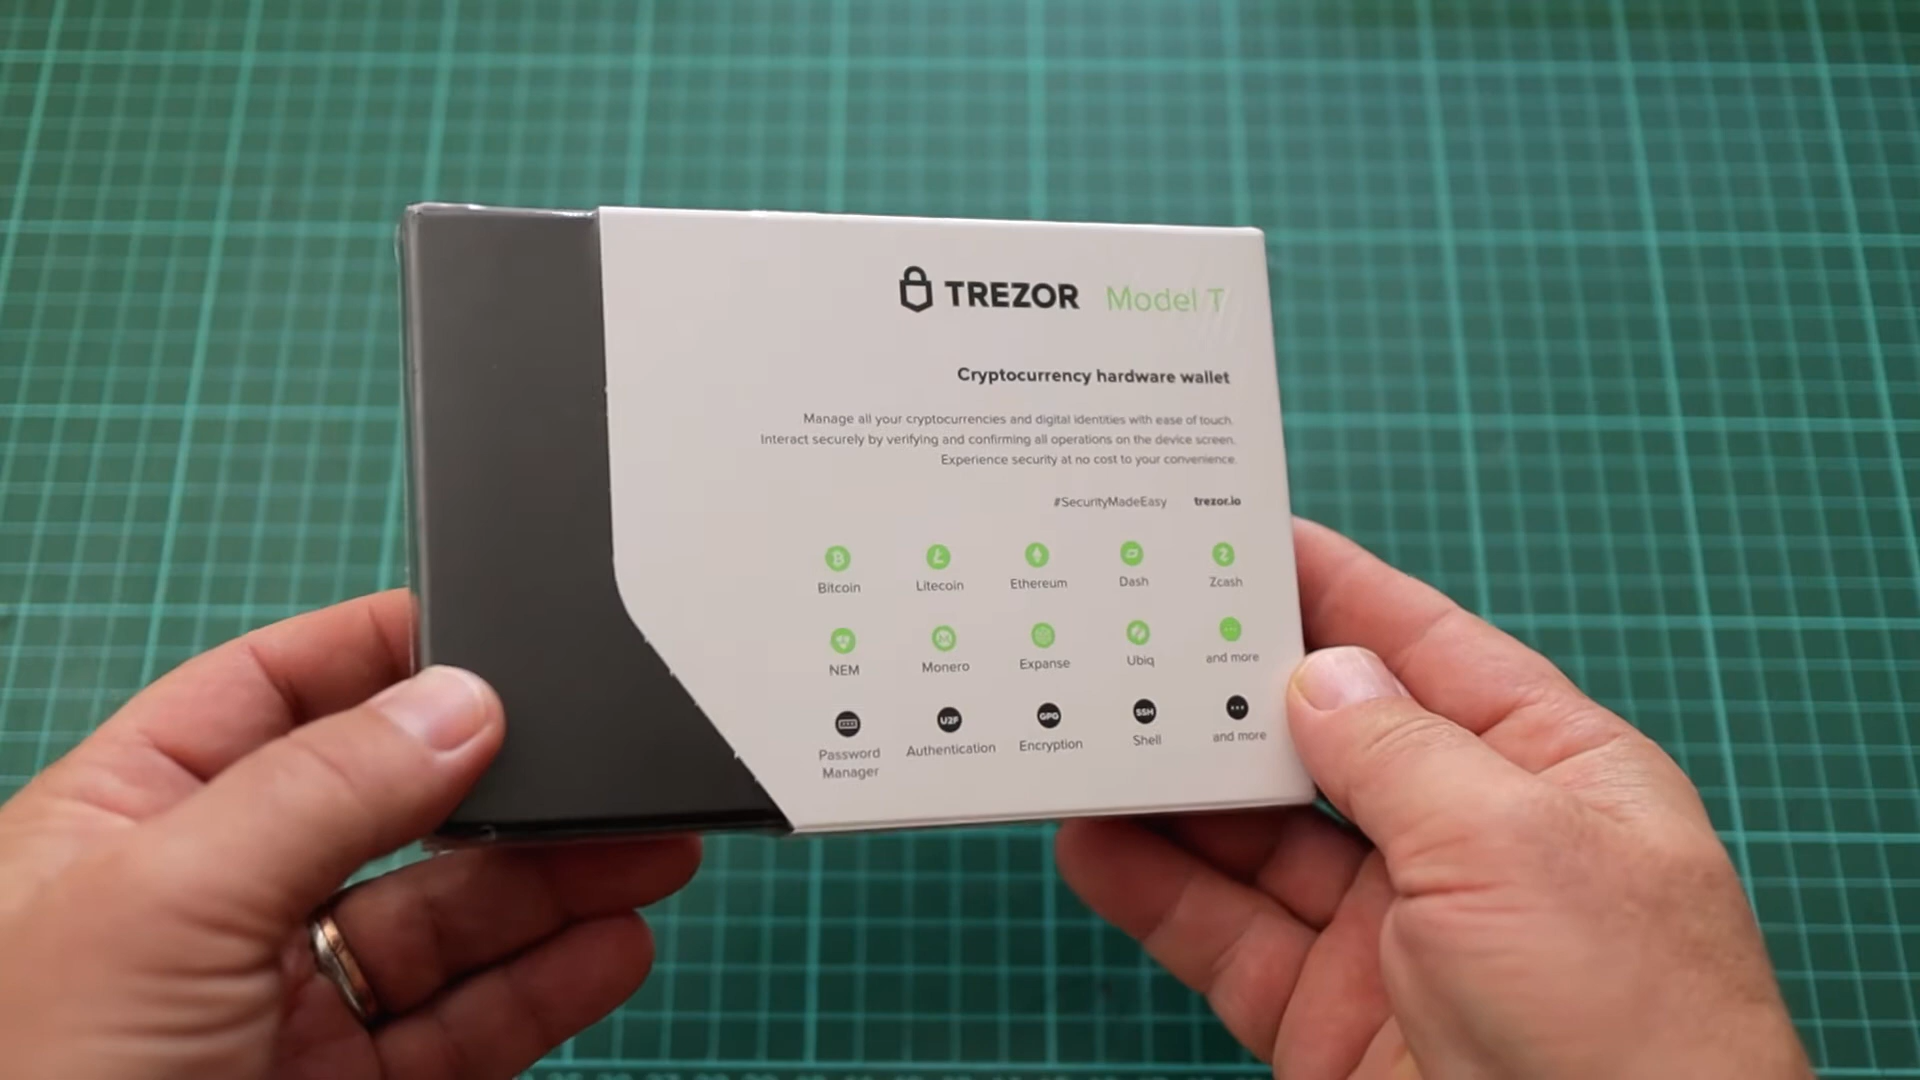 TREZOR Model T
Cryptocurrency hardware wallet
Manage all your cryptocurrencies and digital identities with ease of touch.
Interact securely by verifying and confirming all operations on the device screen.
Experience security at no cost to your convenience.
#SecurityMadeEasy trezor.io
Bitcoin Litecoin Ethereum Dash Zcash
NEM Monero Expanse Ubiq and more
U2F GPG SSH
Password Manager Authentication Encryption Shell and more